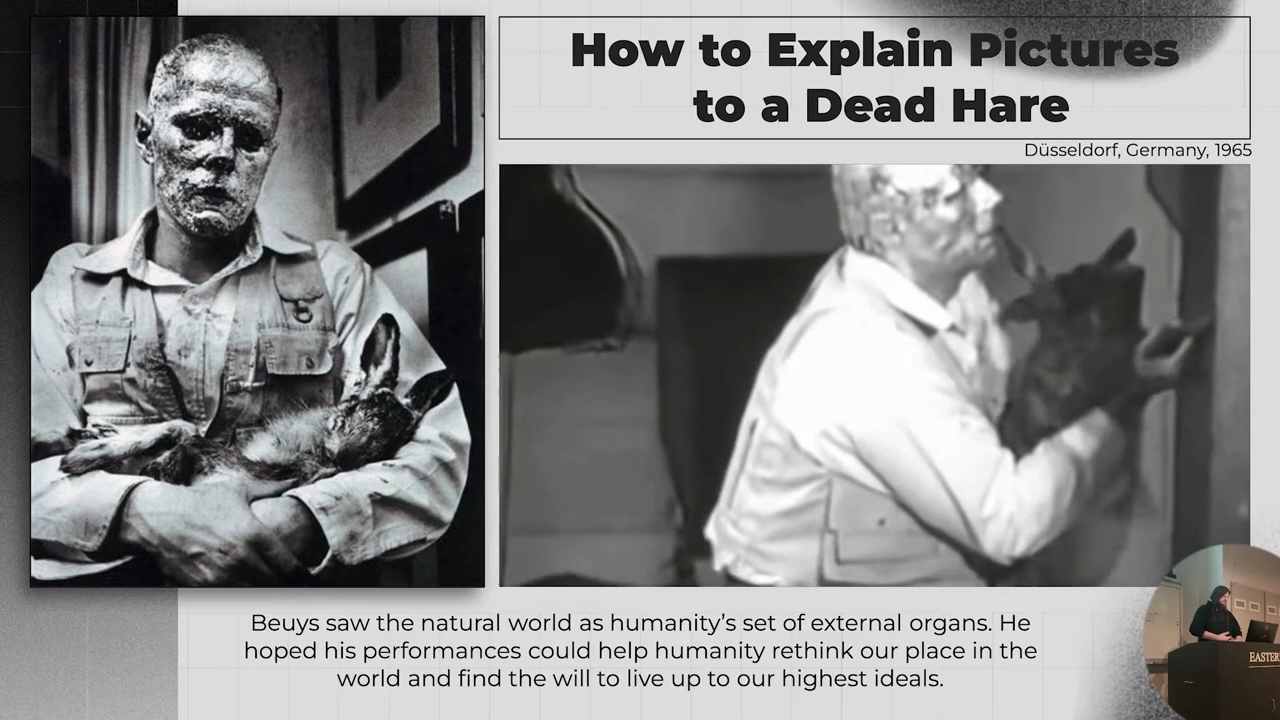 How to Explain Pictures
to a Dead Hare
Düsseldorf, Germany, 1965
Beuys saw the natural world as humanity’s set of external organs. He
hoped his performances could help humanity rethink our place in the
world and find the will to live up to our highest ideals.
EASTER